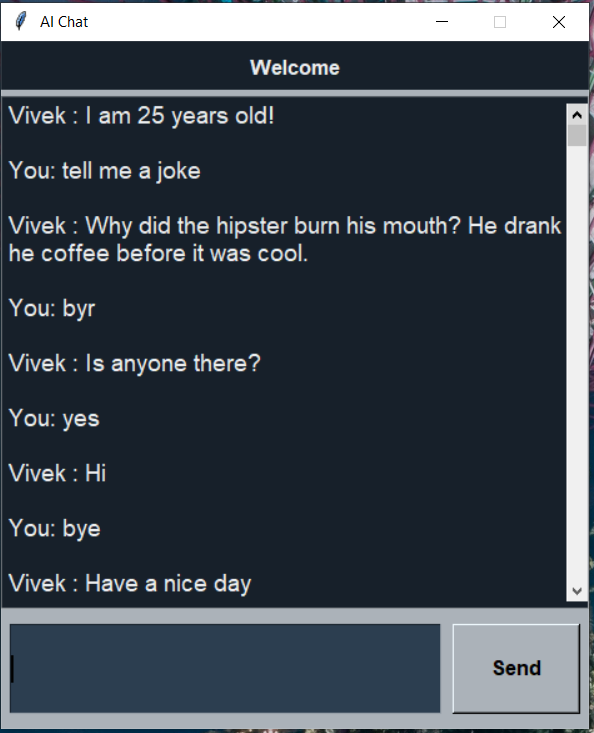 AI Chat
Welcome
Vivek : I am 25 years old!
You: tell me a joke
Vivek : Why did the hipster burn his mouth? He drank
he coffee before it was cool.
You: byr
Vivek : Is anyone there?
You: yes
Vivek : Hi
You: bye
Vivek : Have a nice day
Send